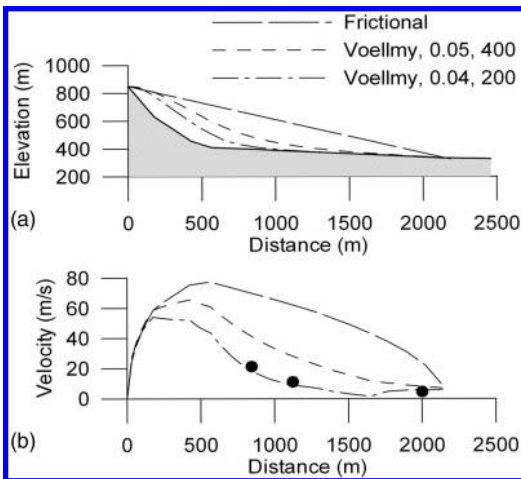 Frictional
Voellmy, 0.05, 400
Voellmy, 0.04, 200
Elevation (m)
1000
800
600
400
200
0 500 1000 1500 2000 2500
(a)
Distance (m)
Velocity (m/s)
80
60
40
20
0
0 500 1000 1500 2000 2500
(b)
Distance (m)